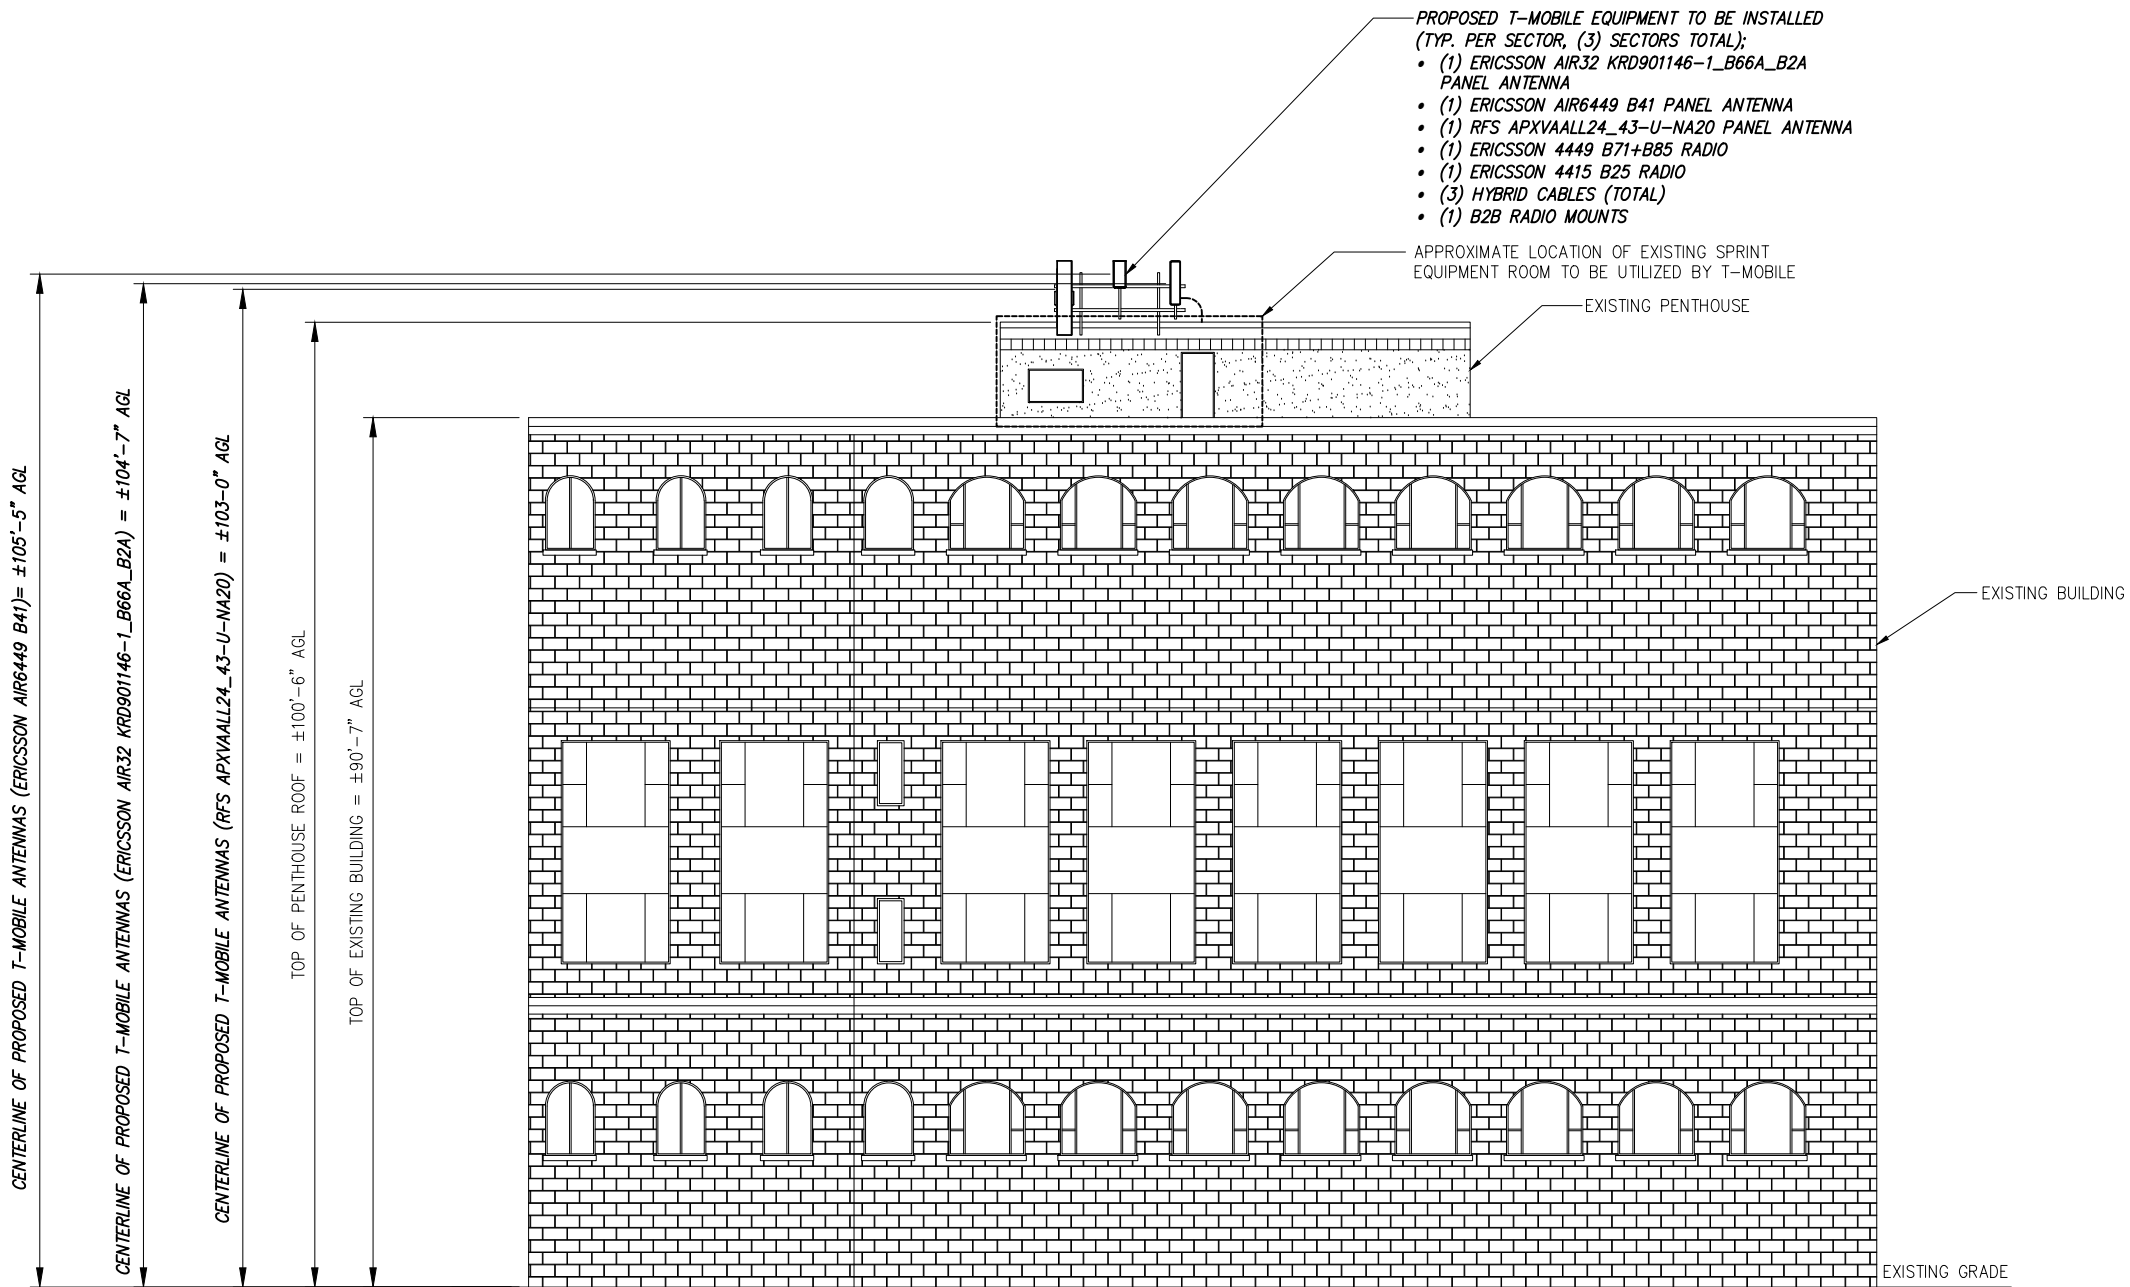 PROPOSED T-MOBILE EQUIPMENT TO BE INSTALLED
(TYP. PER SECTOR, (3) SECTORS TOTAL);
• (1) ERICSSON AIR32 KRD901146-1_B66A_B2A
PANEL ANTENNA
• (1) ERICSSON AIR6449 B41 PANEL ANTENNA
• (1) RFS APXVAALL24_43-U-NA20 PANEL ANTENNA
• (1) ERICSSON 4449 B71+B85 RADIO
• (1) ERICSSON 4415 B25 RADIO
• (3) HYBRID CABLES (TOTAL)
• (1) B2B RADIO MOUNTS
APPROXIMATE LOCATION OF EXISTING SPRINT
EQUIPMENT ROOM TO BE UTILIZED BY T-MOBILE
EXISTING PENTHOUSE
CENTERLINE OF PROPOSED T-MOBILE ANTENNAS (ERICSSON AIR6449 B41)= ±105'-5" AGL
CENTERLINE OF PROPOSED T-MOBILE ANTENNAS (ERICSSON AIR32 KRD901146-1_B66A_B2A) = ±104'-7" AGL
CENTERLINE OF PROPOSED T-MOBILE ANTENNAS (RFS APXVAALL24_43-U-NA20) = ±103-0" AGL
TOP OF PENTHOUSE ROOF = ±100'-6" AGL
TOP OF EXISTING BUILDING = ±90'-7" AGL
EXISTING BUILDING
EXISTING GRADE